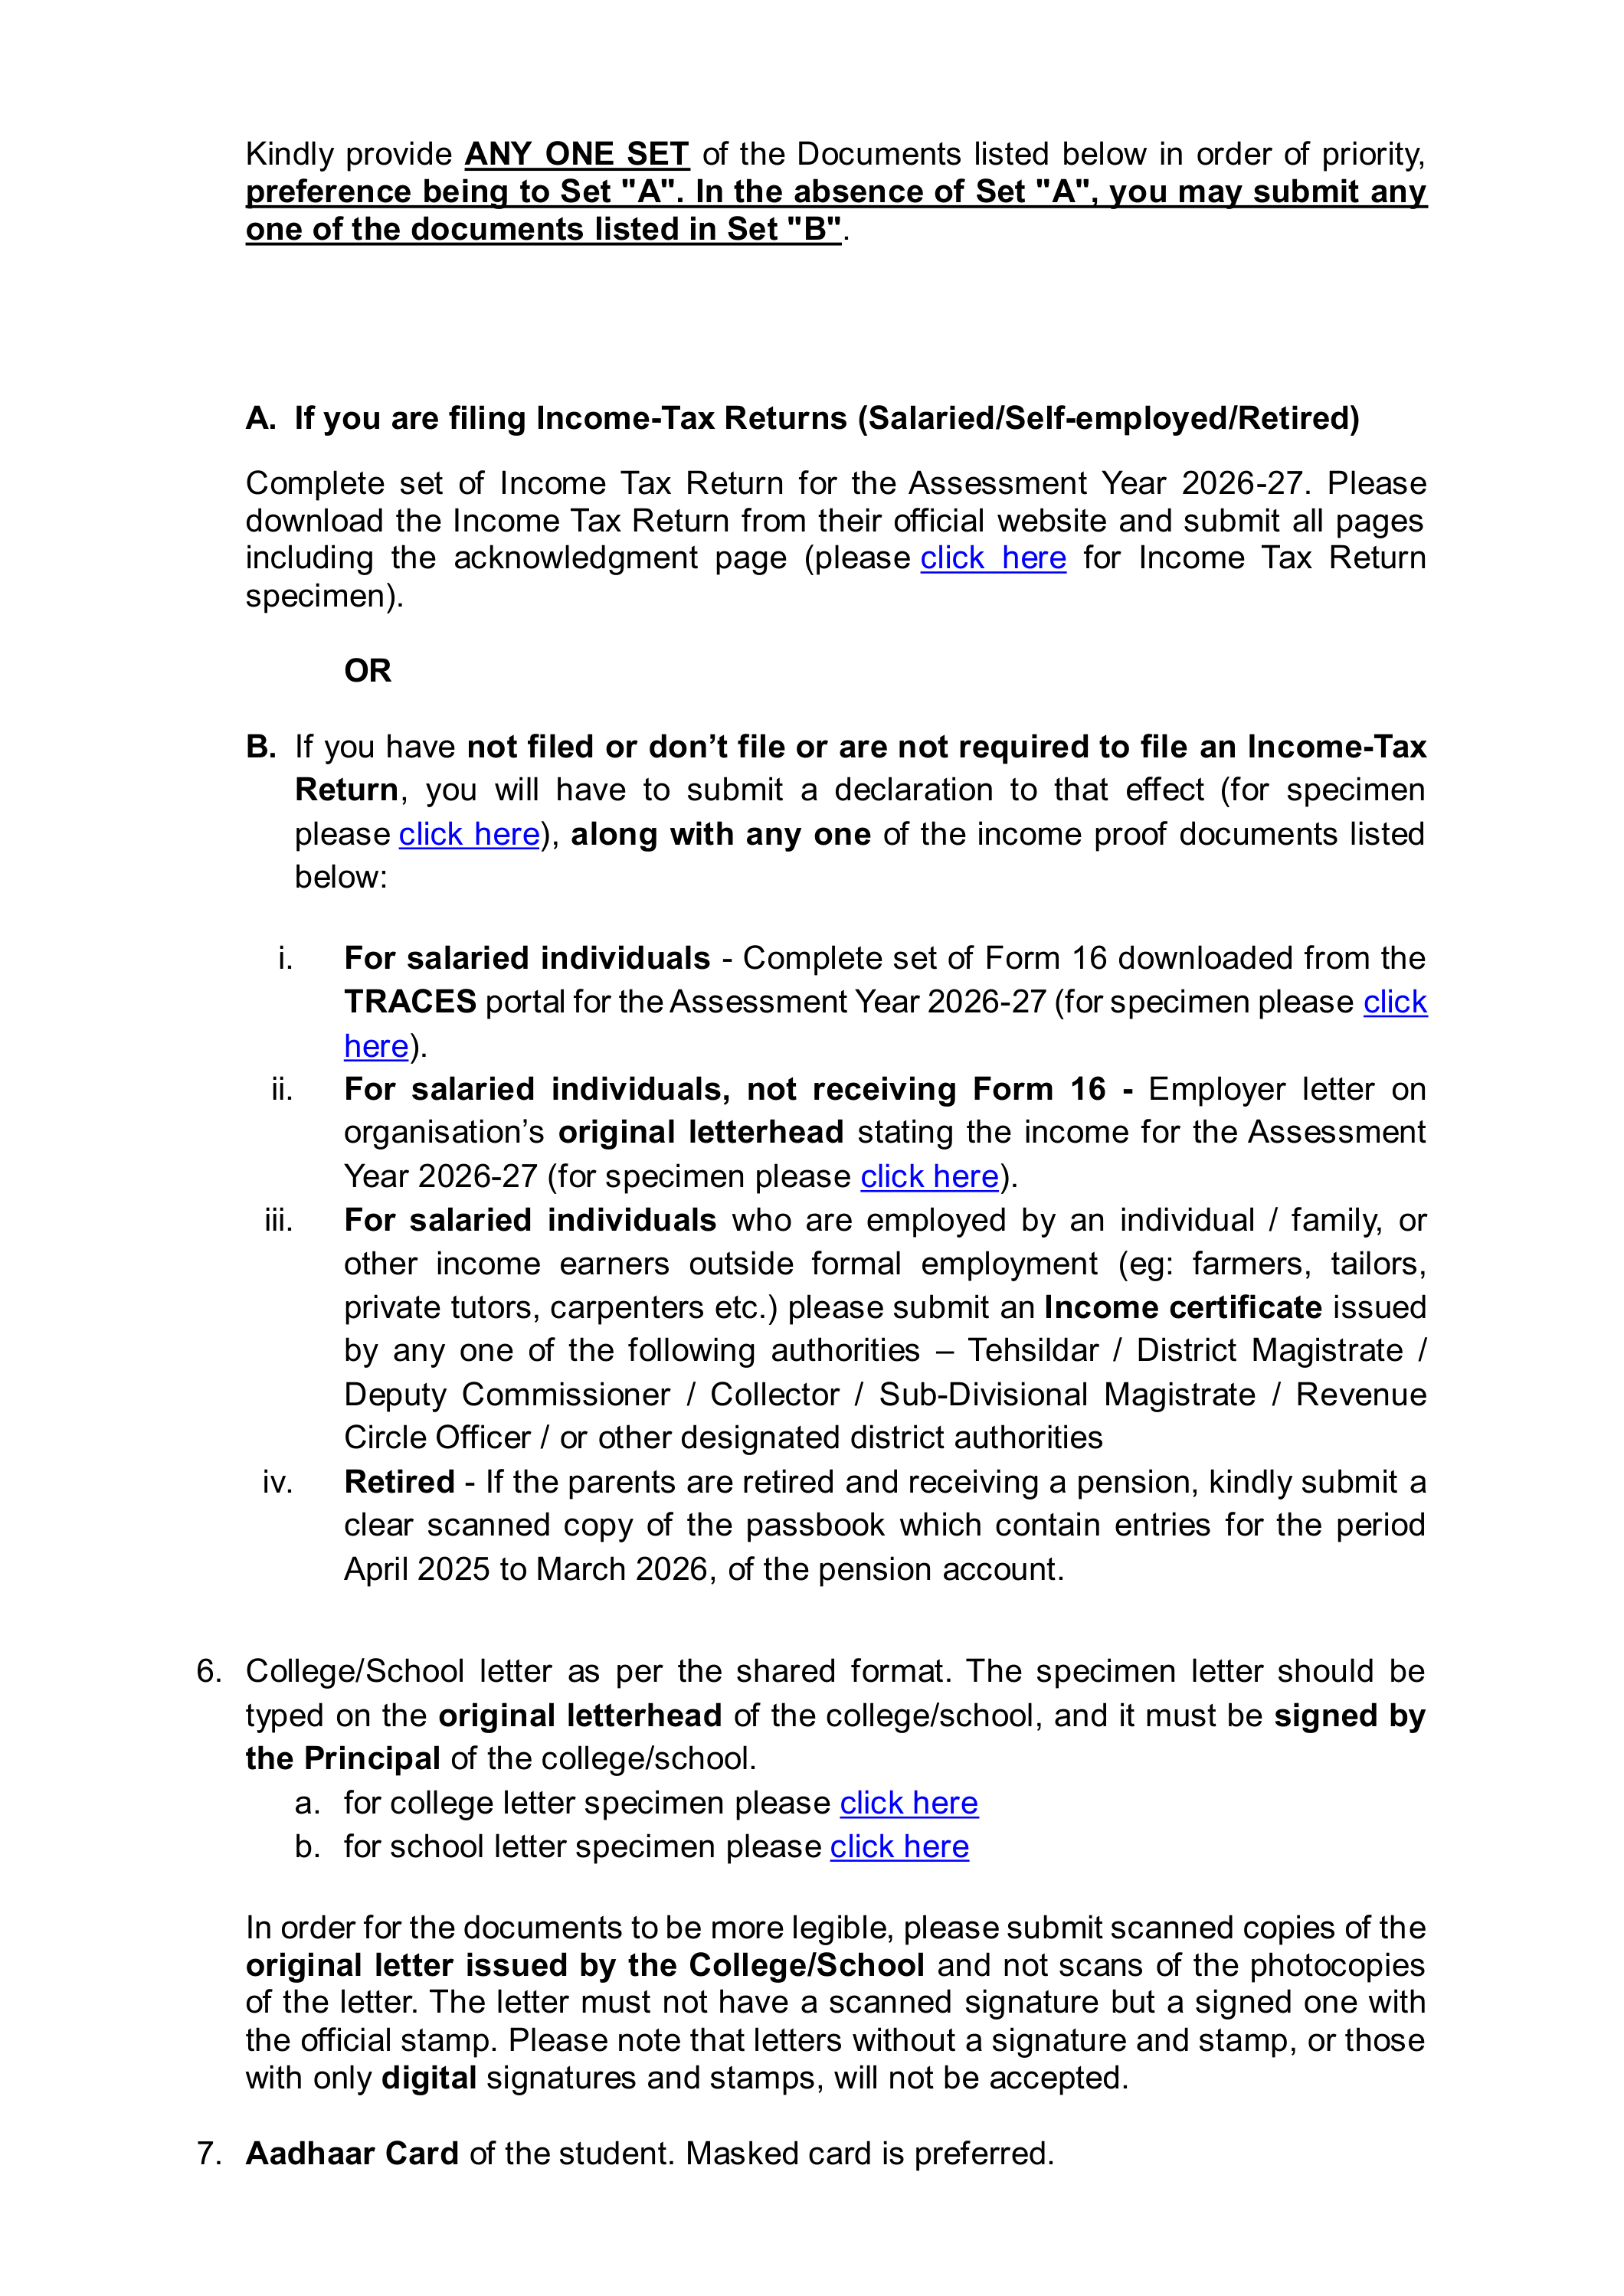 Kindly provide ANY ONE SET of the Documents listed below in order of priority,
preference being to Set "A". In the absence of Set "A", you may submit any
one of the documents listed in Set "B".
A. If you are filing Income-Tax Returns (Salaried/Self-employed/Retired)
Complete set of Income Tax Return for the Assessment Year 2026-27. Please
download the Income Tax Return from their official website and submit all pages
including the acknowledgment page (please click here for Income Tax Return
specimen).
OR
B. If you have not filed or don’t file or are not required to file an Income-Tax
Return, you will have to submit a declaration to that effect (for specimen
please click here), along with any one of the income proof documents listed
below:
i. For salaried individuals - Complete set of Form 16 downloaded from the
TRACES portal for the Assessment Year 2026-27 (for specimen please click
here).
ii. For salaried individuals, not receiving Form 16 - Employer letter on
organisation’s original letterhead stating the income for the Assessment
Year 2026-27 (for specimen please click here).
iii. For salaried individuals who are employed by an individual / family, or
other income earners outside formal employment (eg: farmers, tailors,
private tutors, carpenters etc.) please submit an Income certificate issued
by any one of the following authorities – Tehsildar / District Magistrate /
Deputy Commissioner / Collector / Sub-Divisional Magistrate / Revenue
Circle Officer / or other designated district authorities
iv. Retired - If the parents are retired and receiving a pension, kindly submit a
clear scanned copy of the passbook which contain entries for the period
April 2025 to March 2026, of the pension account.
6. College/School letter as per the shared format. The specimen letter should be
typed on the original letterhead of the college/school, and it must be signed by
the Principal of the college/school.
a. for college letter specimen please click here
b. for school letter specimen please click here
In order for the documents to be more legible, please submit scanned copies of the
original letter issued by the College/School and not scans of the photocopies
of the letter. The letter must not have a scanned signature but a signed one with
the official stamp. Please note that letters without a signature and stamp, or those
with only digital signatures and stamps, will not be accepted.
7. Aadhaar Card of the student. Masked card is preferred.